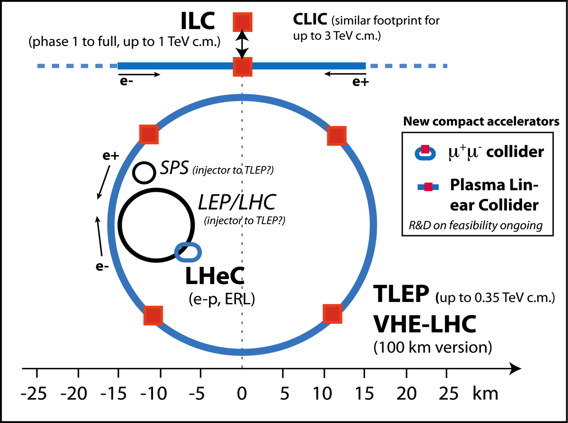 ILC
(phase 1 to full, up to 1 TeV c.m.)
CLIC (similar footprint for
up to 3 TeV c.m.)
e-
e+
New compact accelerators
μ+μ- collider
Plasma Lin-
ear Collider
R&D on feasibility ongoing
e+
SPS (injector to TLEP?)
LEP/LHC
(injector to TLEP?)
e-
LHeC
(e-p, ERL)
TLEP (up to 0.35 TeV c.m.)
VHE-LHC
(100 km version)
-25 -20 -15 -10 -5 0 5 10 15 20 25 km